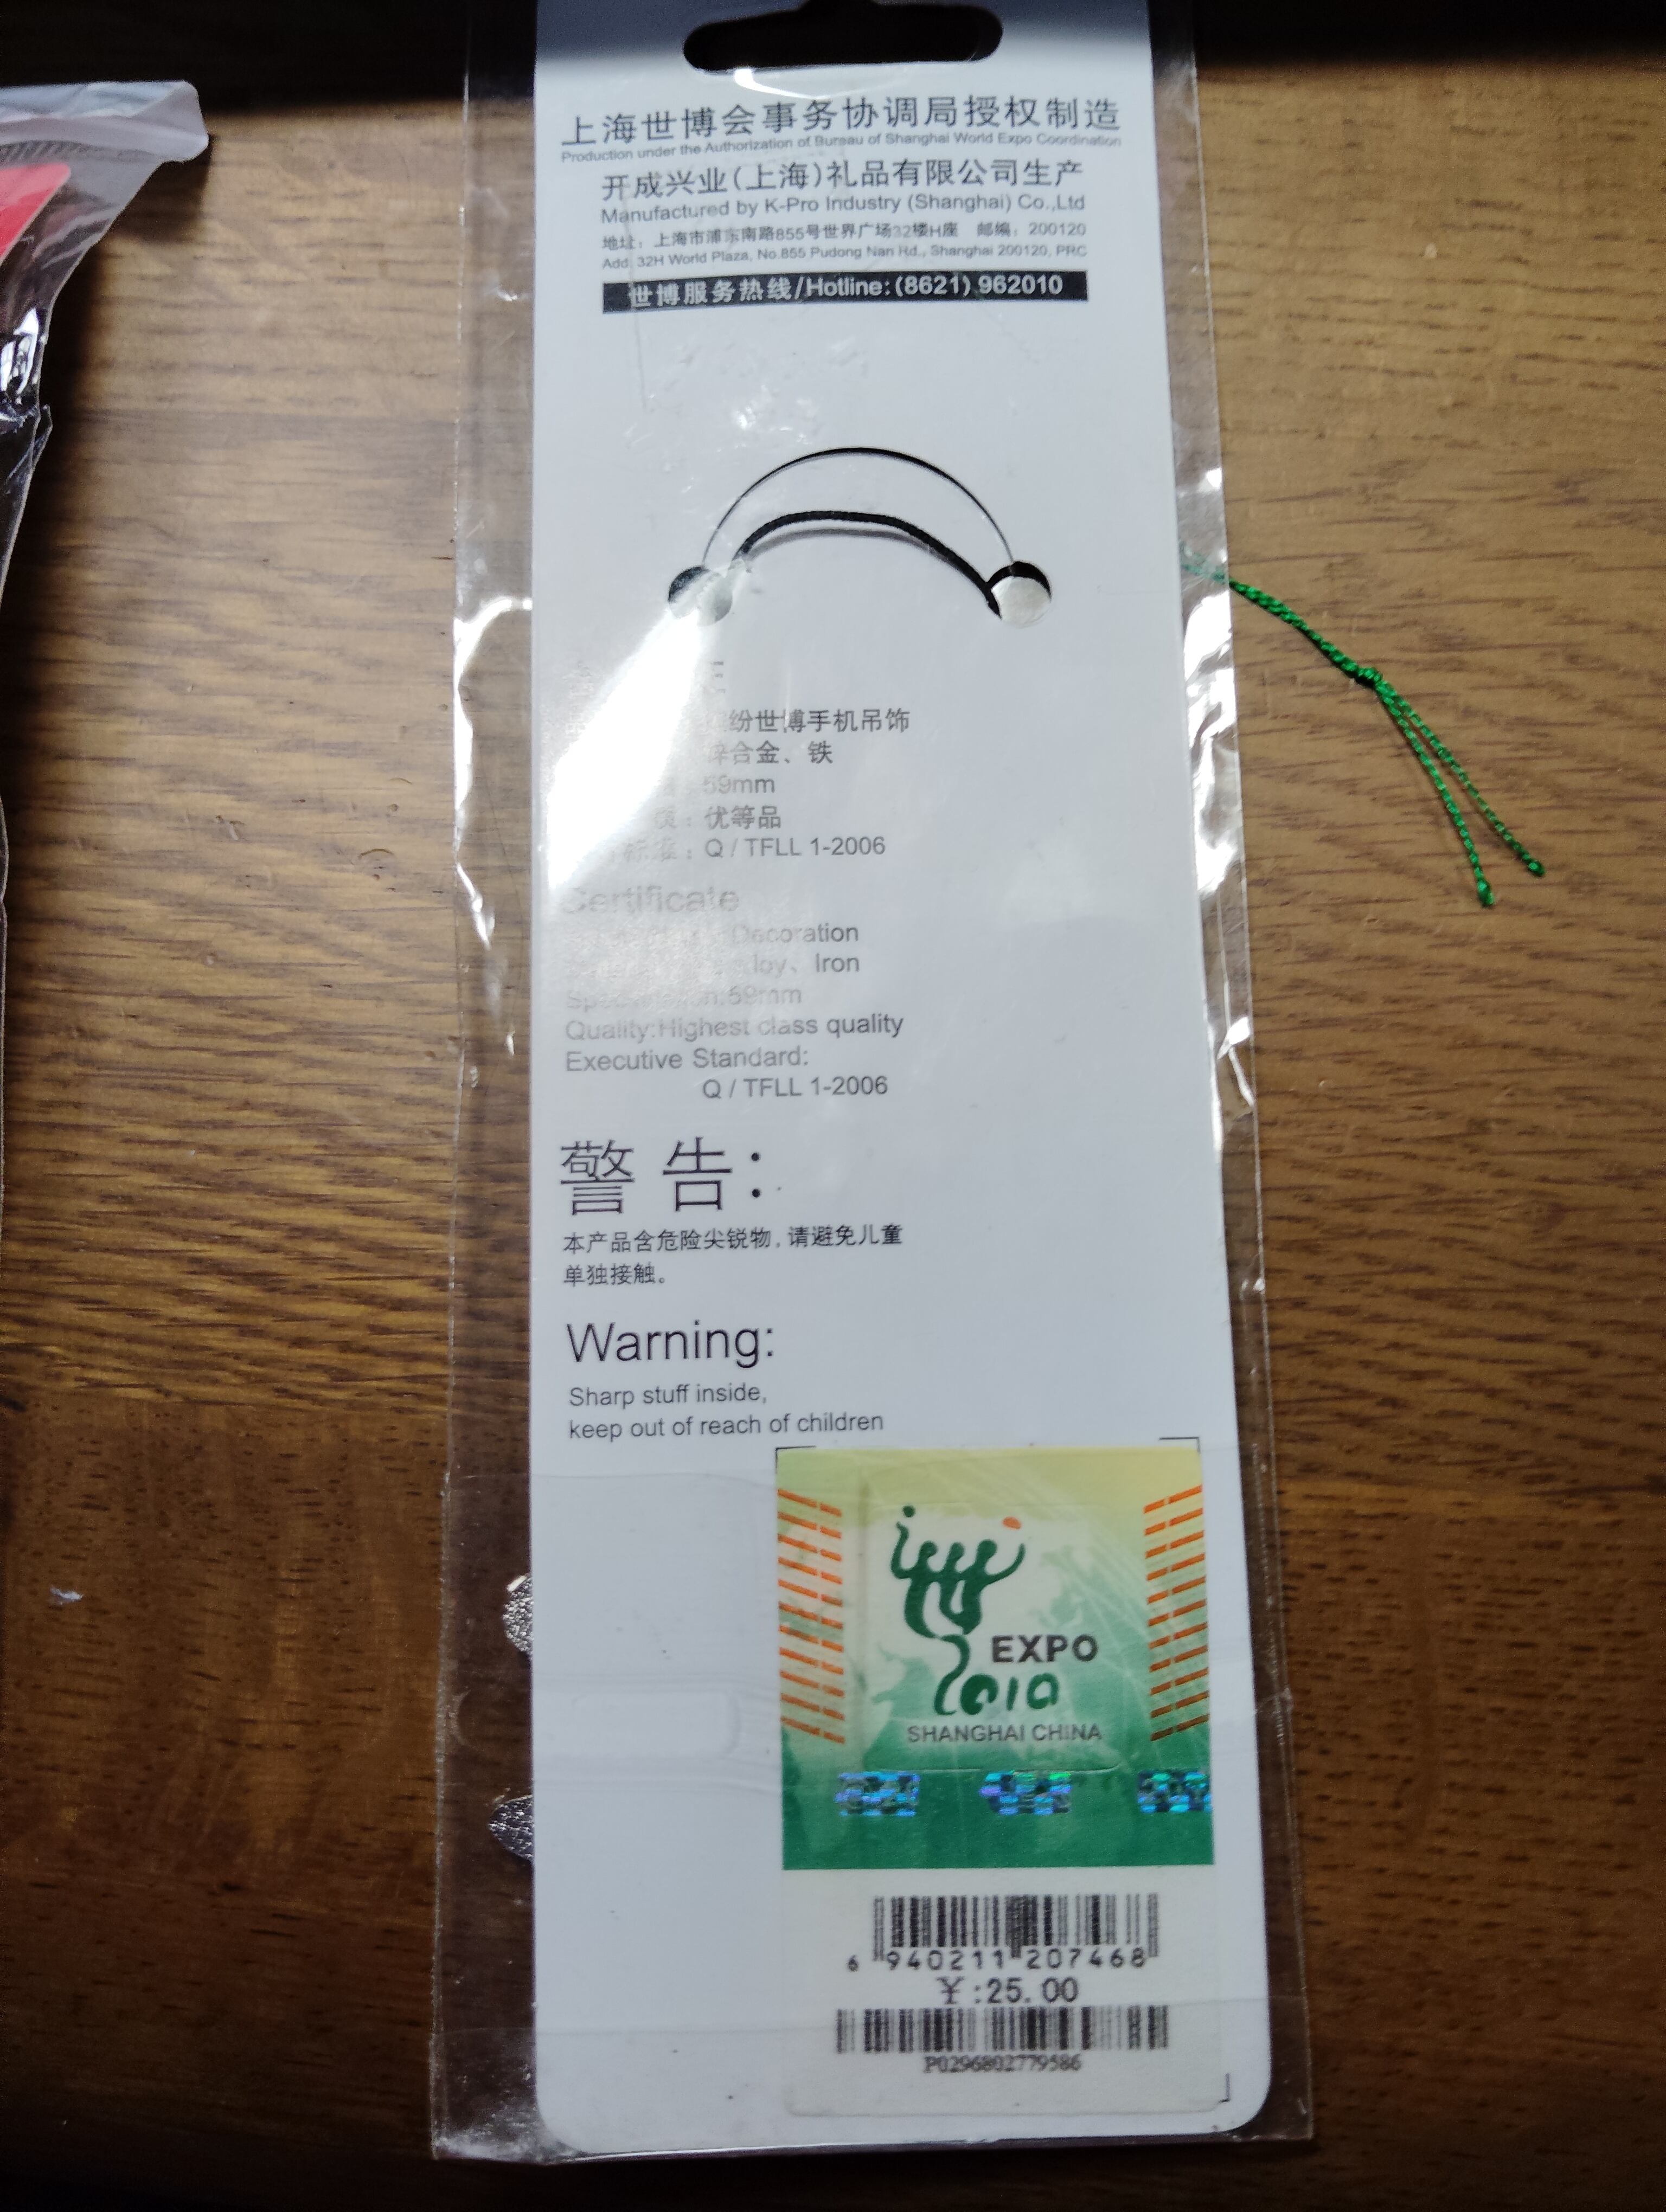 上海世博会事务协调局授权制造
Production under the Authorization of Bureau of Shanghai World Expo Coordination
开成兴业(上海)礼品有限公司生产
Manufactured by K-Pro Industry (Shanghai) Co.,Ltd
地址：上海市浦东南路855号世界广场32楼H座 邮编：200120
Add: 32H World Plaza, No.855 Pudong Nan Rd., Shanghai 200120, PRC
世博服务热线/Hotline:(8621) 962010
纷世博手机吊饰
锌合金、铁
59mm
质：优等品
标准：Q / TFLL 1-2006
Certificate
Decoration
Iron
59mm
Quality:Highest class quality
Executive Standard:
Q / TFLL 1-2006
警告：
本产品含危险尖锐物，请避免儿童
单独接触。
Warning:
Sharp stuff inside,
keep out of reach of children
EXPO
2010
SHANGHAI CHINA
6 940211 207468
¥:25.00
P0296802779586